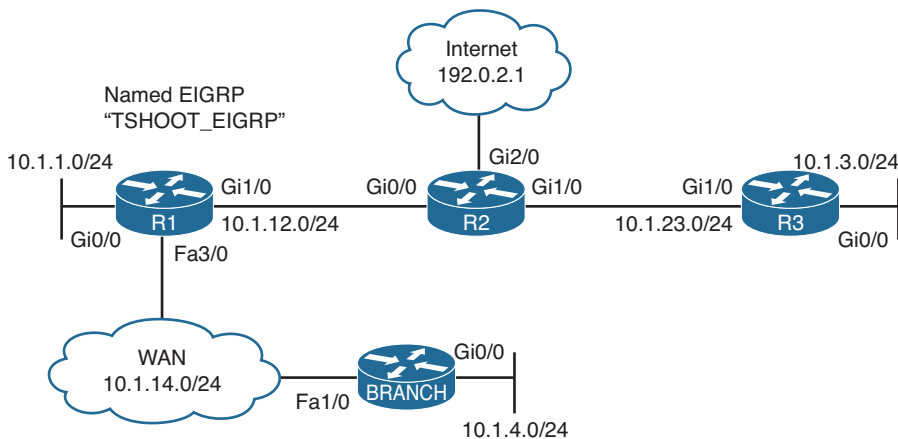 Internet
192.0.2.1
Named EIGRP
“TSHOOT_EIGRP”
Gi2/0
10.1.1.0/24
10.1.3.0/24
Gi1/0
Gi0/0
Gi1/0
Gi1/0
R1
R2
R3
10.1.12.0/24
10.1.23.0/24
Gi0/0
Gi0/0
Fa3/0
WAN
10.1.14.0/24
Gi0/0
BRANCH
Fa1/0
10.1.4.0/24